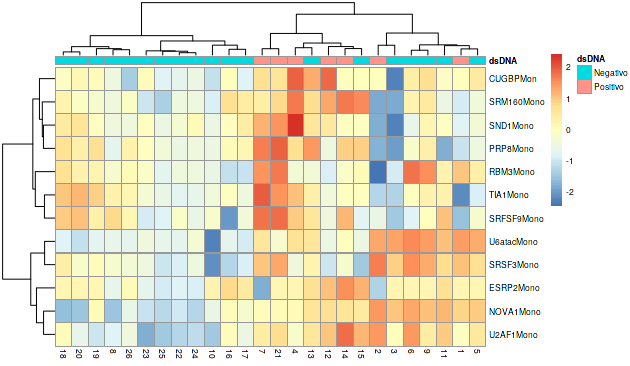 dsDNA
dsDNA
Negativo
Positivo
2
1
0
-1
-2
CUGBPMon
SRM160Mono
SND1Mono
PRP8Mono
RBM3Mono
TIA1Mono
SRFSF9Mono
U6atacMono
SRSF3Mono
ESRP2Mono
NOVA1Mono
U2AF1Mono
18 20 19 8 26 23 25 22 24 10 16 17 7 21 4 13 12 14 15 2 3 6 9 11 1 5